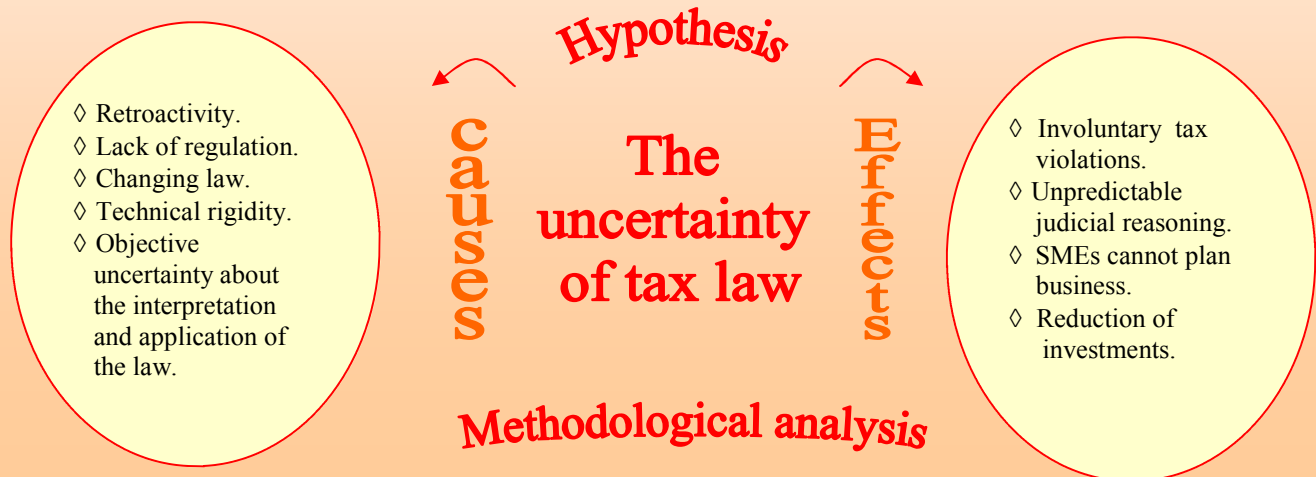 Hypothesis
◊ Retroactivity.
◊ Lack of regulation.
◊ Changing law.
◊ Technical rigidity.
◊ Objective
uncertainty about
the interpretation
and application of
the law.
causes
The
uncertainty
of tax law
Effects
◊ Involuntary tax
violations.
◊ Unpredictable
judicial reasoning.
◊ SMEs cannot plan
business.
◊ Reduction of
investments.
Methodological analysis